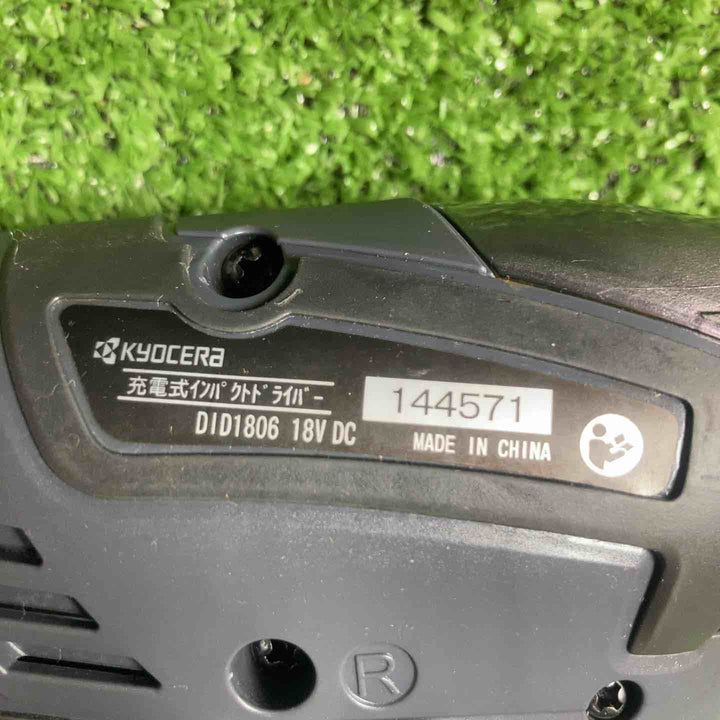 KYOCERA
充電式インパクトドライバー
144571
DID1806 18V DC
MADE IN CHINA
R